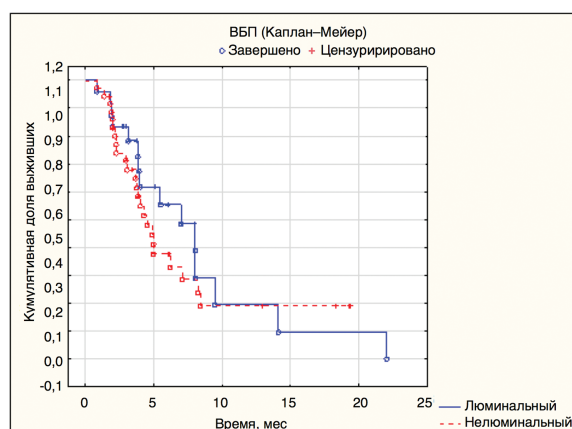 ВБП (Каплан–Мейер)
Завершено Цензуририровано
Кумулятивная доля выживших
1,2
1,1
1,0
0,9
0,8
0,7
0,6
0,5
0,4
0,3
0,2
0,1
0,0
-0,1
0 5 10 15 20 25
Время, мес
Люминальный
Нелюминальный